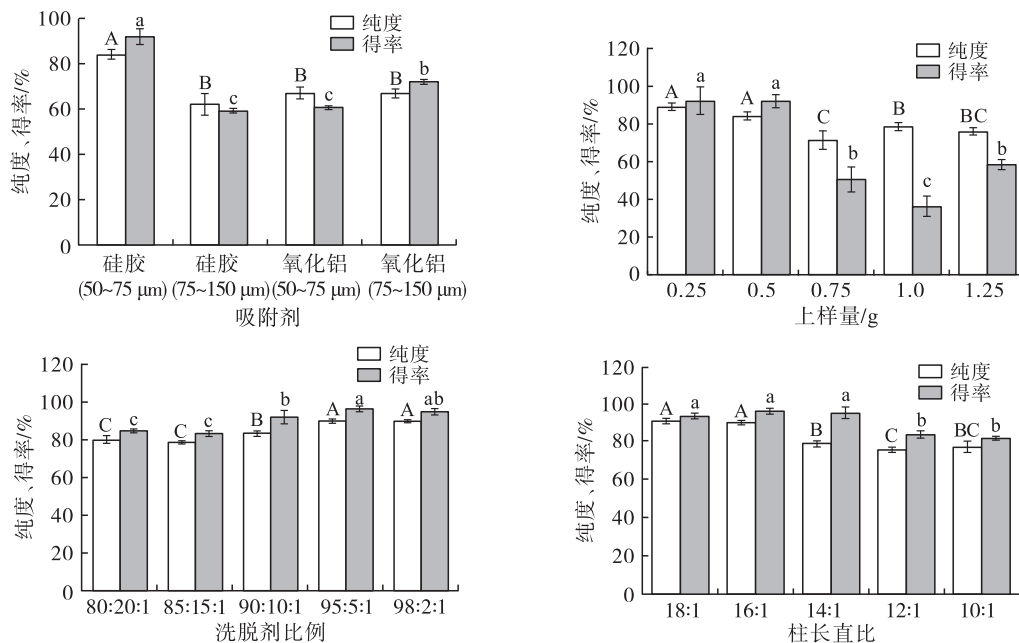 纯度
得率
纯度、得率/%
100
80
60
40
20
0
A
a
B
c
B
c
B
b
硅胶
硅胶
氧化铝
氧化铝
(50~75 μm)
(75~150 μm)
(50~75 μm)
(75~150 μm)
吸附剂
纯度
得率
纯度、得率/%
120
100
80
60
40
20
0
A
a
A
a
C
b
B
c
BC
b
0.25
0.5
0.75
1.0
1.25
上样量/g
纯度
得率
纯度、得率/%
120
100
80
60
40
20
0
C
c
C
c
B
b
A
a
A
ab
80:20:1
85:15:1
90:10:1
95:5:1
98:2:1
洗脱剂比例
纯度
得率
纯度、得率/%
120
100
80
60
40
20
0
A
a
A
a
B
a
C
b
BC
b
18:1
16:1
14:1
12:1
10:1
柱长直比